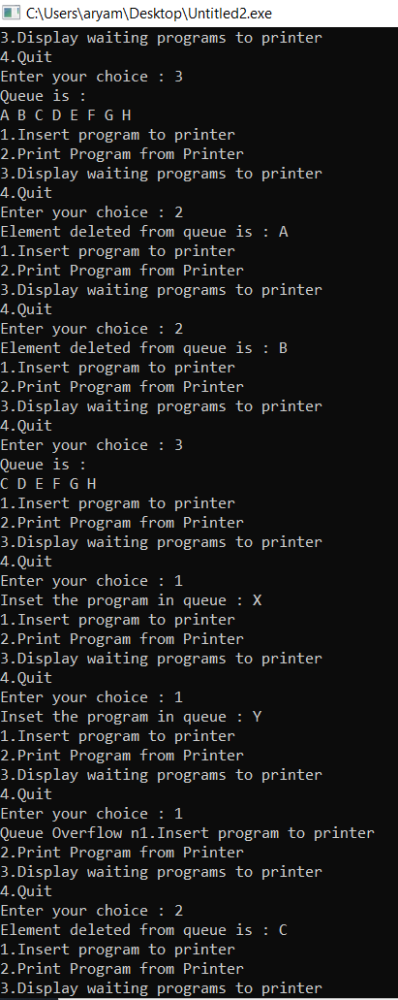 C:\Users\aryam\Desktop\Untitled2.exe
3.Display waiting programs to printer
4.Quit
Enter your choice : 3
Queue is :
A B C D E F G H
1.Insert program to printer
2.Print Program from Printer
3.Display waiting programs to printer
4.Quit
Enter your choice : 2
Element deleted from queue is : A
1.Insert program to printer
2.Print Program from Printer
3.Display waiting programs to printer
4.Quit
Enter your choice : 2
Element deleted from queue is : B
1.Insert program to printer
2.Print Program from Printer
3.Display waiting programs to printer
4.Quit
Enter your choice : 3
Queue is :
C D E F G H
1.Insert program to printer
2.Print Program from Printer
3.Display waiting programs to printer
4.Quit
Enter your choice : 1
Inset the program in queue : X
1.Insert program to printer
2.Print Program from Printer
3.Display waiting programs to printer
4.Quit
Enter your choice : 1
Inset the program in queue : Y
1.Insert program to printer
2.Print Program from Printer
3.Display waiting programs to printer
4.Quit
Enter your choice : 1
Queue Overflow n1.Insert program to printer
2.Print Program from Printer
3.Display waiting programs to printer
4.Quit
Enter your choice : 2
Element deleted from queue is : C
1.Insert program to printer
2.Print Program from Printer
3.Display waiting programs to printer